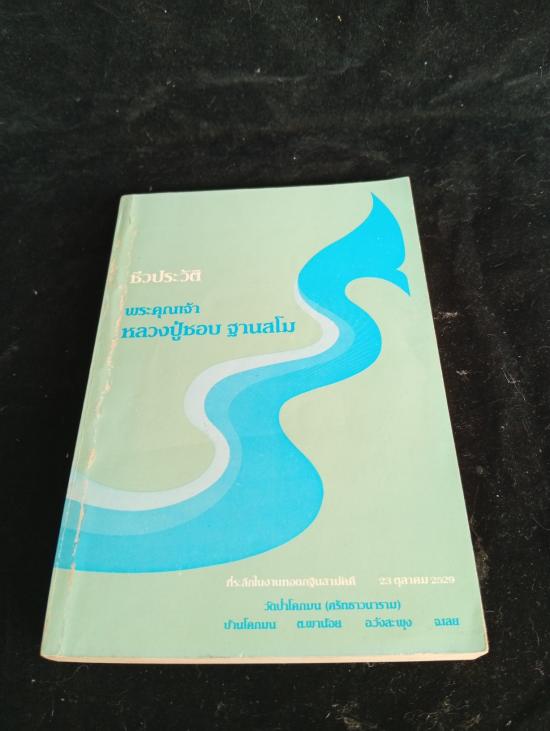 ชีวประวัติ
พระคุณเจ้า
หลวงปู่ชอบ ฐานสโม
ที่ระลึกในงานทอดกฐินสามัคคี 23 ตุลาคม 2529
วัดป่าโคกมน (ศรัทธาวนาราม)
บ้านโคกมน ต.ผาน้อย อ.วังสะพุง จ.เลย